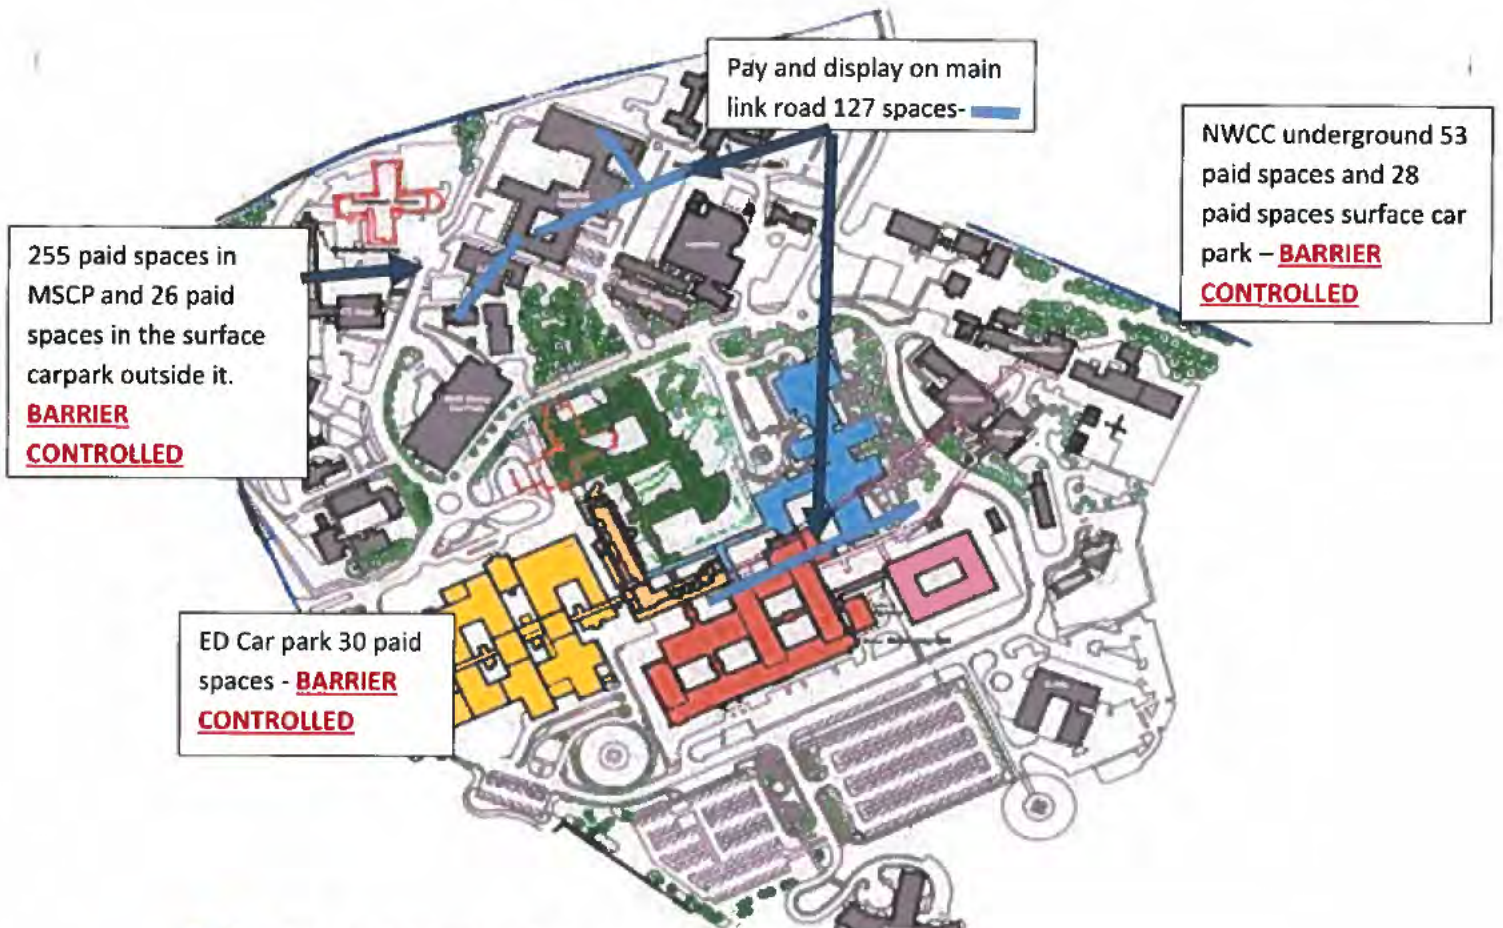 Pay and display on main
link road 127 spaces-
NWCC underground 53
paid spaces and 28
paid spaces surface car
park – BARRIER
CONTROLLED
255 paid spaces in
MSCP and 26 paid
spaces in the surface
carpark outside it.
BARRIER
CONTROLLED
ED Car park 30 paid
spaces - BARRIER
CONTROLLED